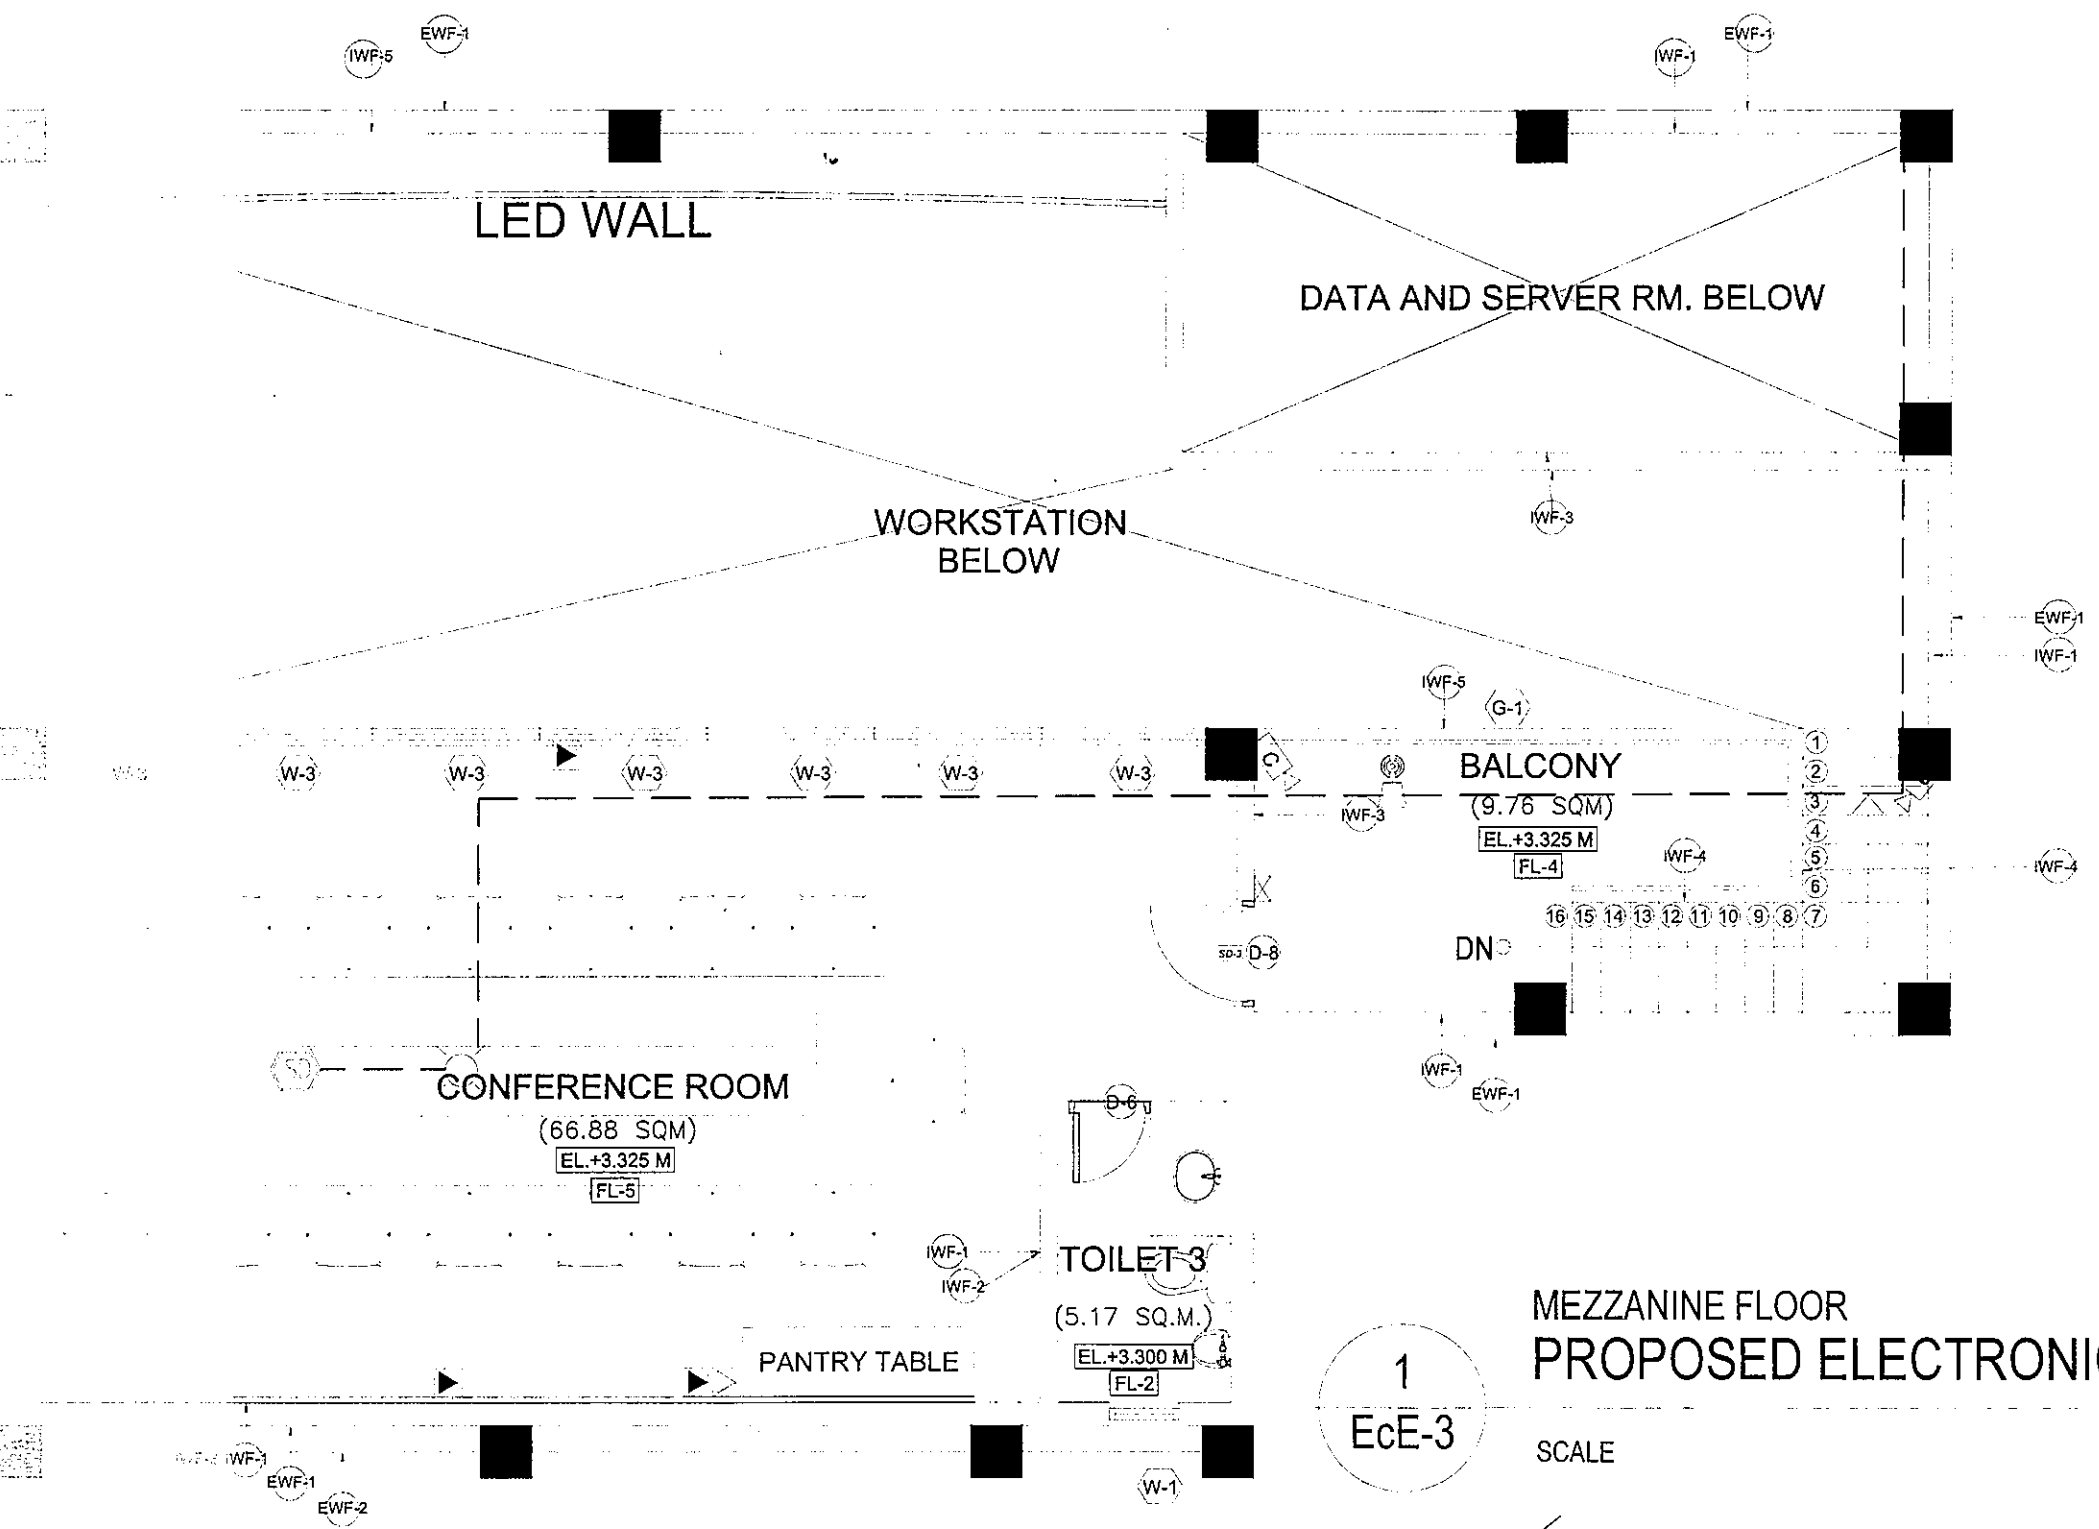 EWF-1
IWF-5
EWF-1
IWF-1
LED WALL
DATA AND SERVER RM. BELOW
WORKSTATION
BELOW
IWF-3
EWF-1
IWF-1
IWF-5
G-1
W-3
W-3
W-3
W-3
W-3
W-3
W-3
C
BALCONY
(9.76 SQM)
EL.+3.325 M
FL-4
IWF-3
IWF-4
IWF-4
1
2
3
4
5
6
16 15 14 13 12 11 10 9 8 7
SD-3 D-8
DN
IWF-1
EWF-1
CONFERENCE ROOM
(66.88 SQM)
EL.+3.325 M
FL-5
D-6
IWF-1
IWF-2
TOILET 3
(5.17 SQ.M.)
EL.+3.300 M
FL-2
PANTRY TABLE
IWF-1
EWF-1
EWF-2
W-1
1
EcE-3
MEZZANINE FLOOR
PROPOSED ELECTRONIC
SCALE